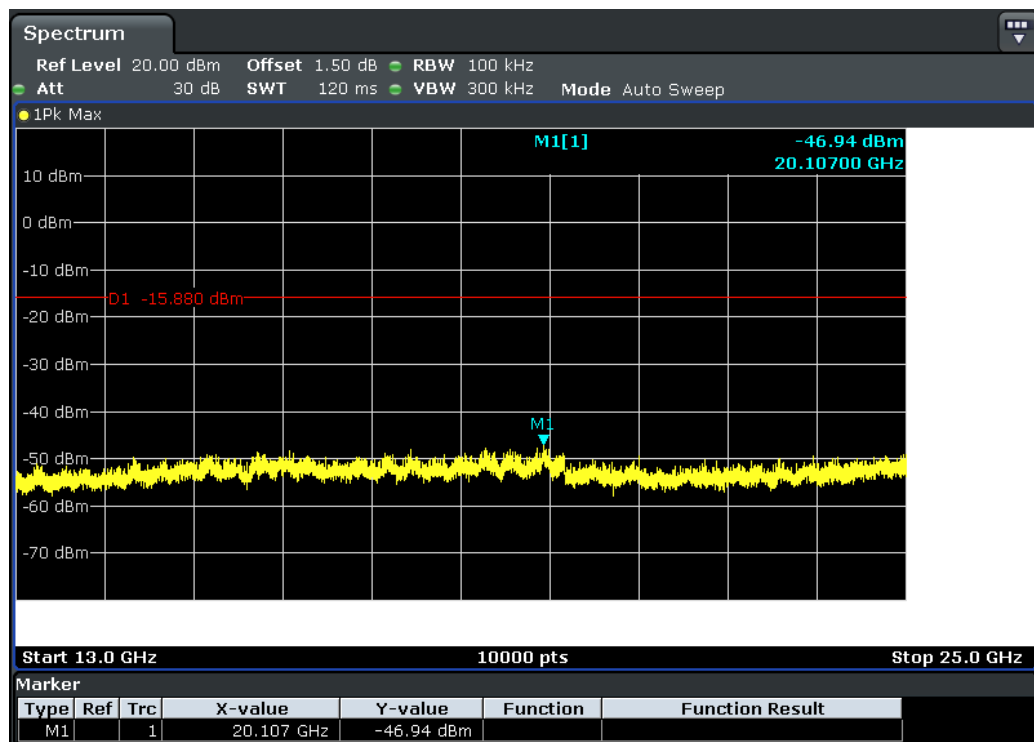 Spectrum
Ref Level 20.00 dBm Offset 1.50 dB RBW 100 kHz
Att 30 dB SWT 120 ms VBW 300 kHz Mode Auto Sweep
1Pk Max
M1[1] -46.94 dBm
20.10700 GHz
10 dBm
0 dBm
-10 dBm
D1 -15.880 dBm
-20 dBm
-30 dBm
-40 dBm
M1
-50 dBm
-60 dBm
-70 dBm
Start 13.0 GHz 10000 pts Stop 25.0 GHz
Marker
Type Ref Trc X-value Y-value Function Function Result
M1 1 20.107 GHz -46.94 dBm